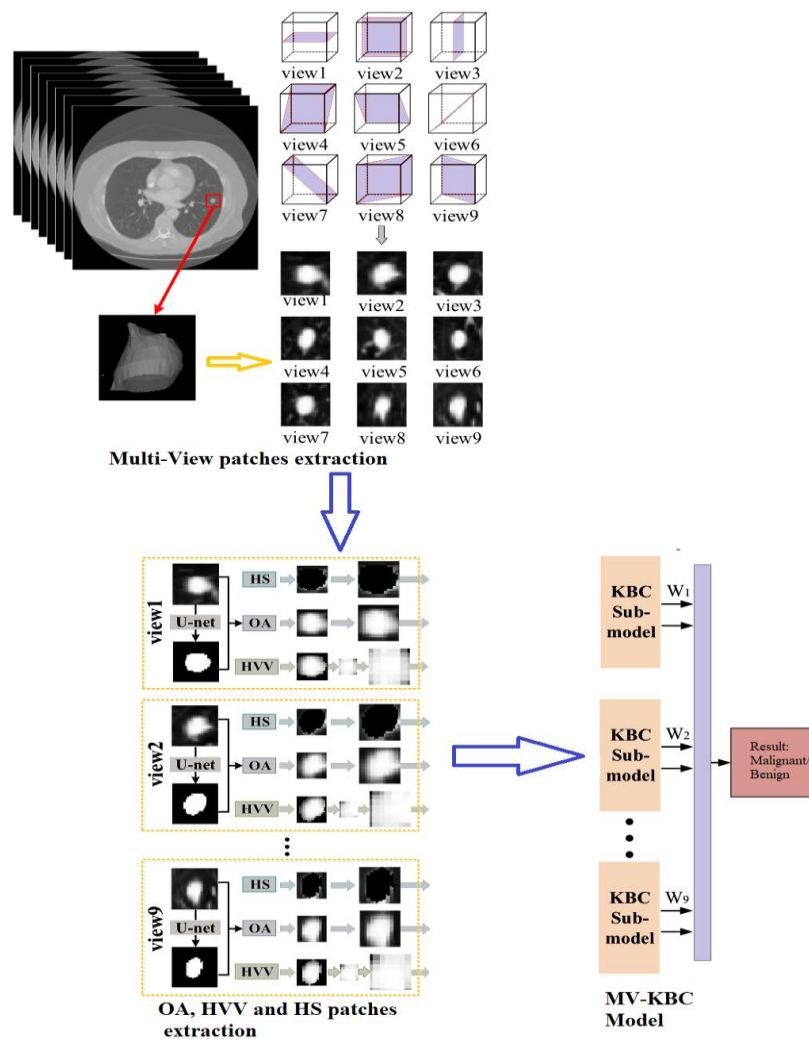 view1 view2 view3
view4 view5 view6
view7 view8 view9
view1 view2 view3
view4 view5 view6
view7 view8 view9
Multi-View patches extraction
view1
U-net
HS
OA
HVV
view2
U-net
HS
OA
HVV
view9
U-net
HS
OA
HVV
OA, HVV and HS patches
extraction
KBC
Sub-
model
W1
KBC
Sub-
model
W2
KBC
Sub-
model
W9
Result:
Malignant/
Benign
MV-KBC
Model